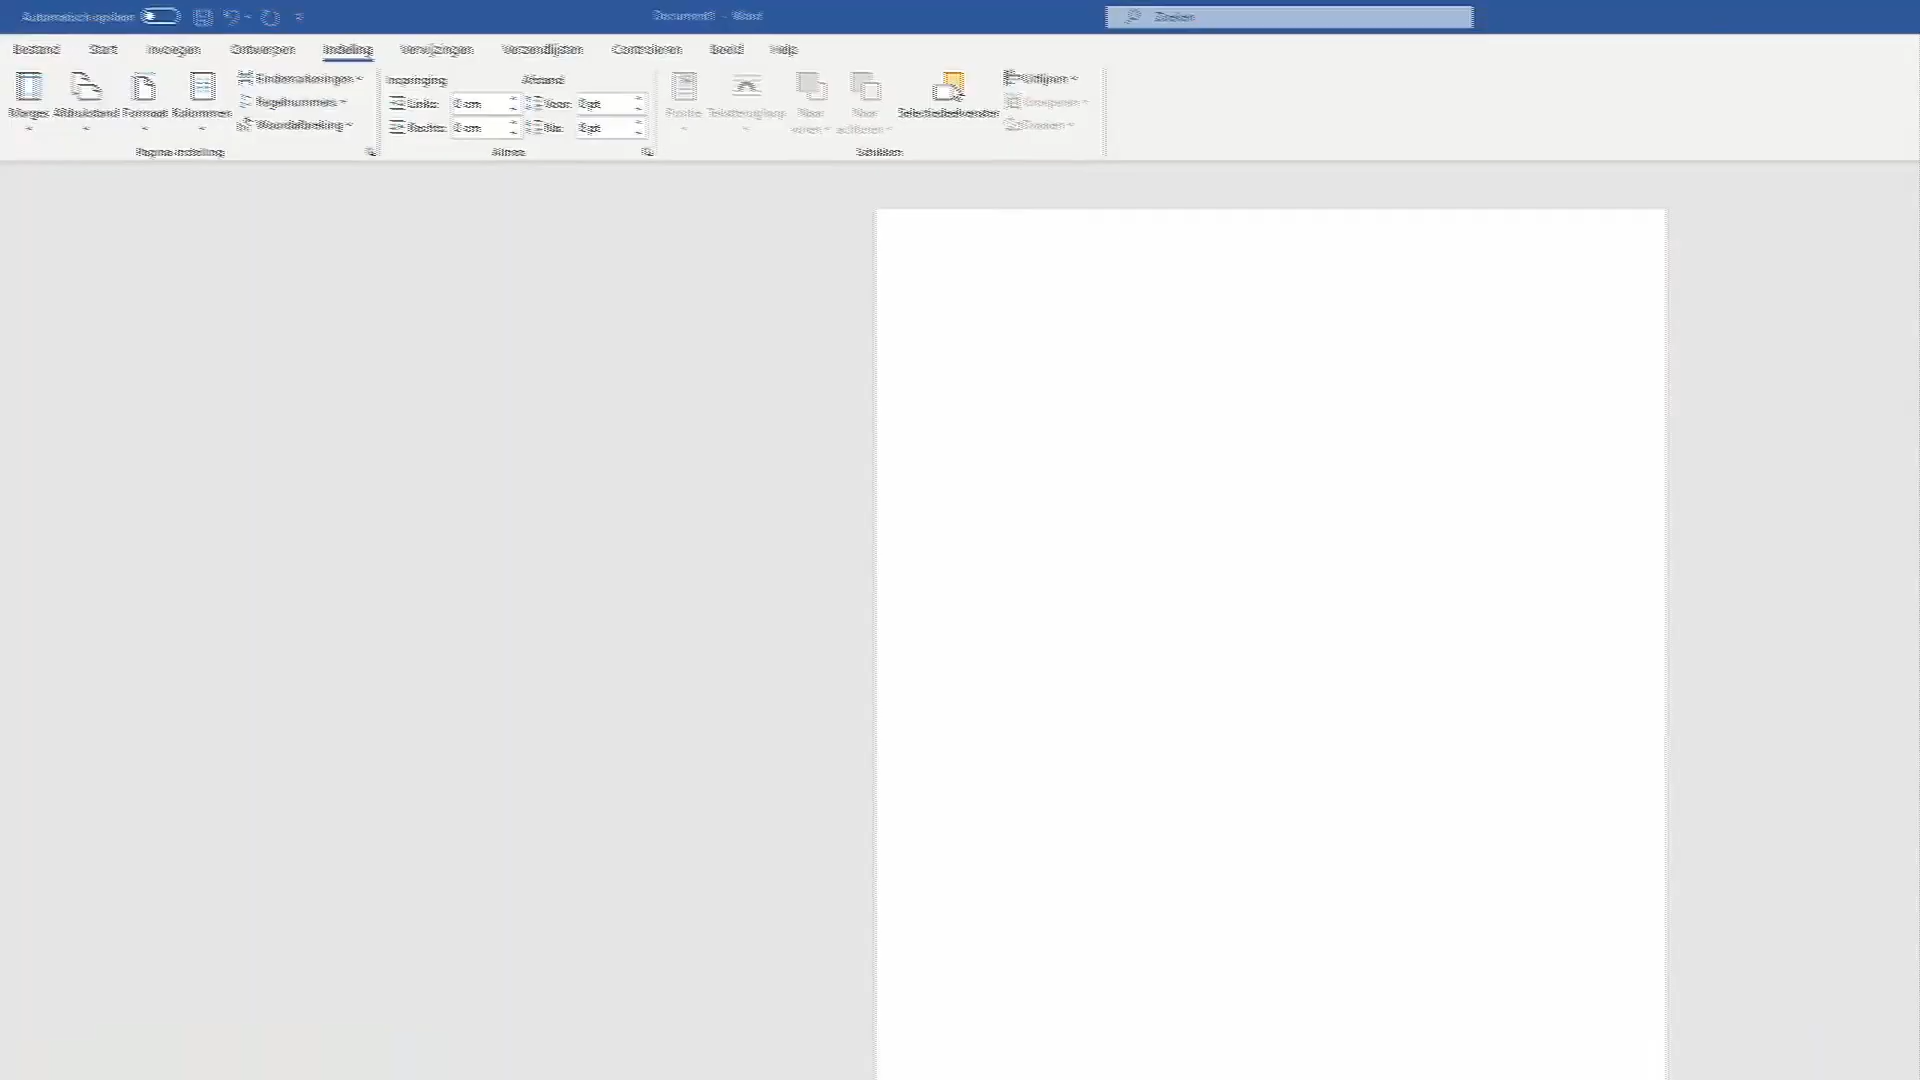 Automatisch opslaan
Document1 - Word
Zoeken
Bestand Start Invoegen Ontwerpen Indeling Verwijzingen Verzendlijsten Controleren Beeld Help
Marges Afdrukstand Formaat Kolommen
Eindemarkeringen
Regelnummers
Woordafbreking
Pagina-instelling
Inspringing Afstand
Links: 0 cm Voor: 0 pt
Rechts: 0 cm Na: 0 pt
Alinea
Positie Tekstterugloop Naar voren Naar achteren Selectiedeelvenster
Uitlijnen
Groeperen
Draaien
Schikken